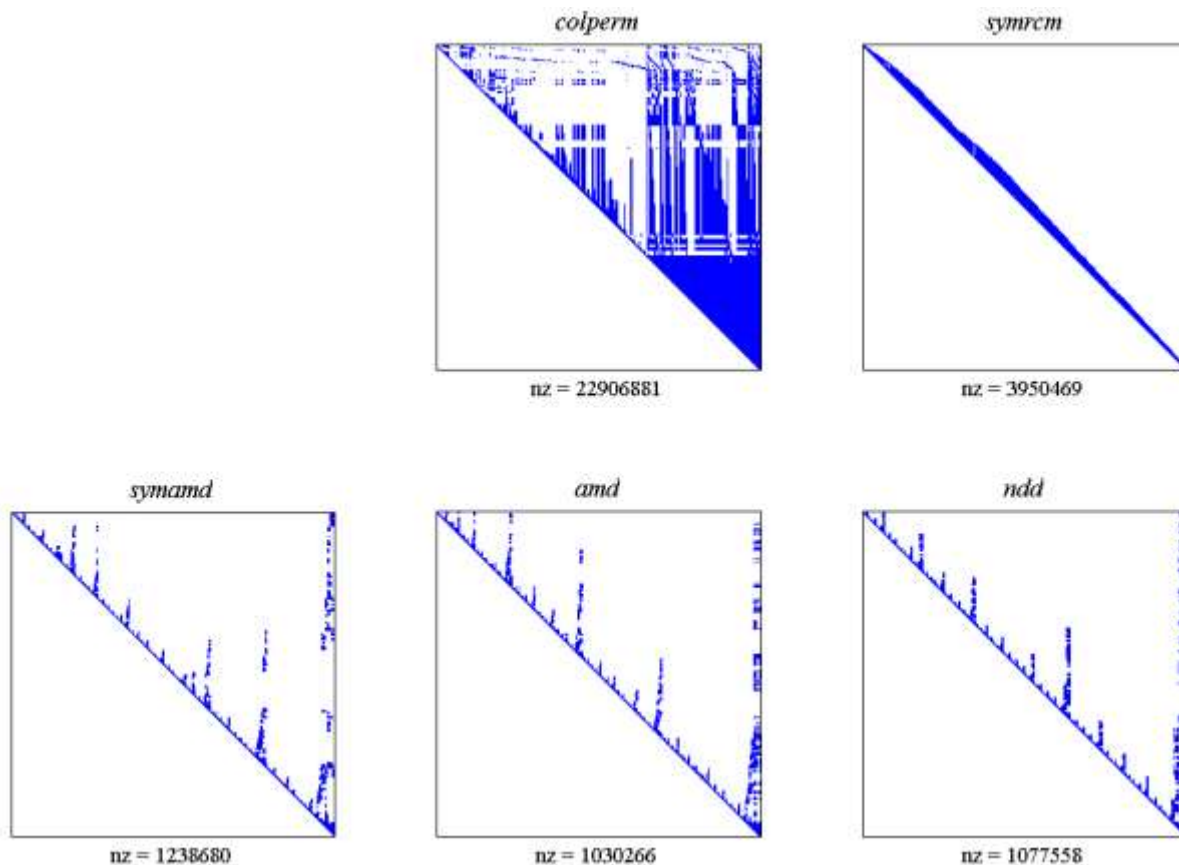 colperm
symrcm
nz = 22906881
nz = 3950469
symamd
amd
ndd
nz = 1238680
nz = 1030266
nz = 1077558